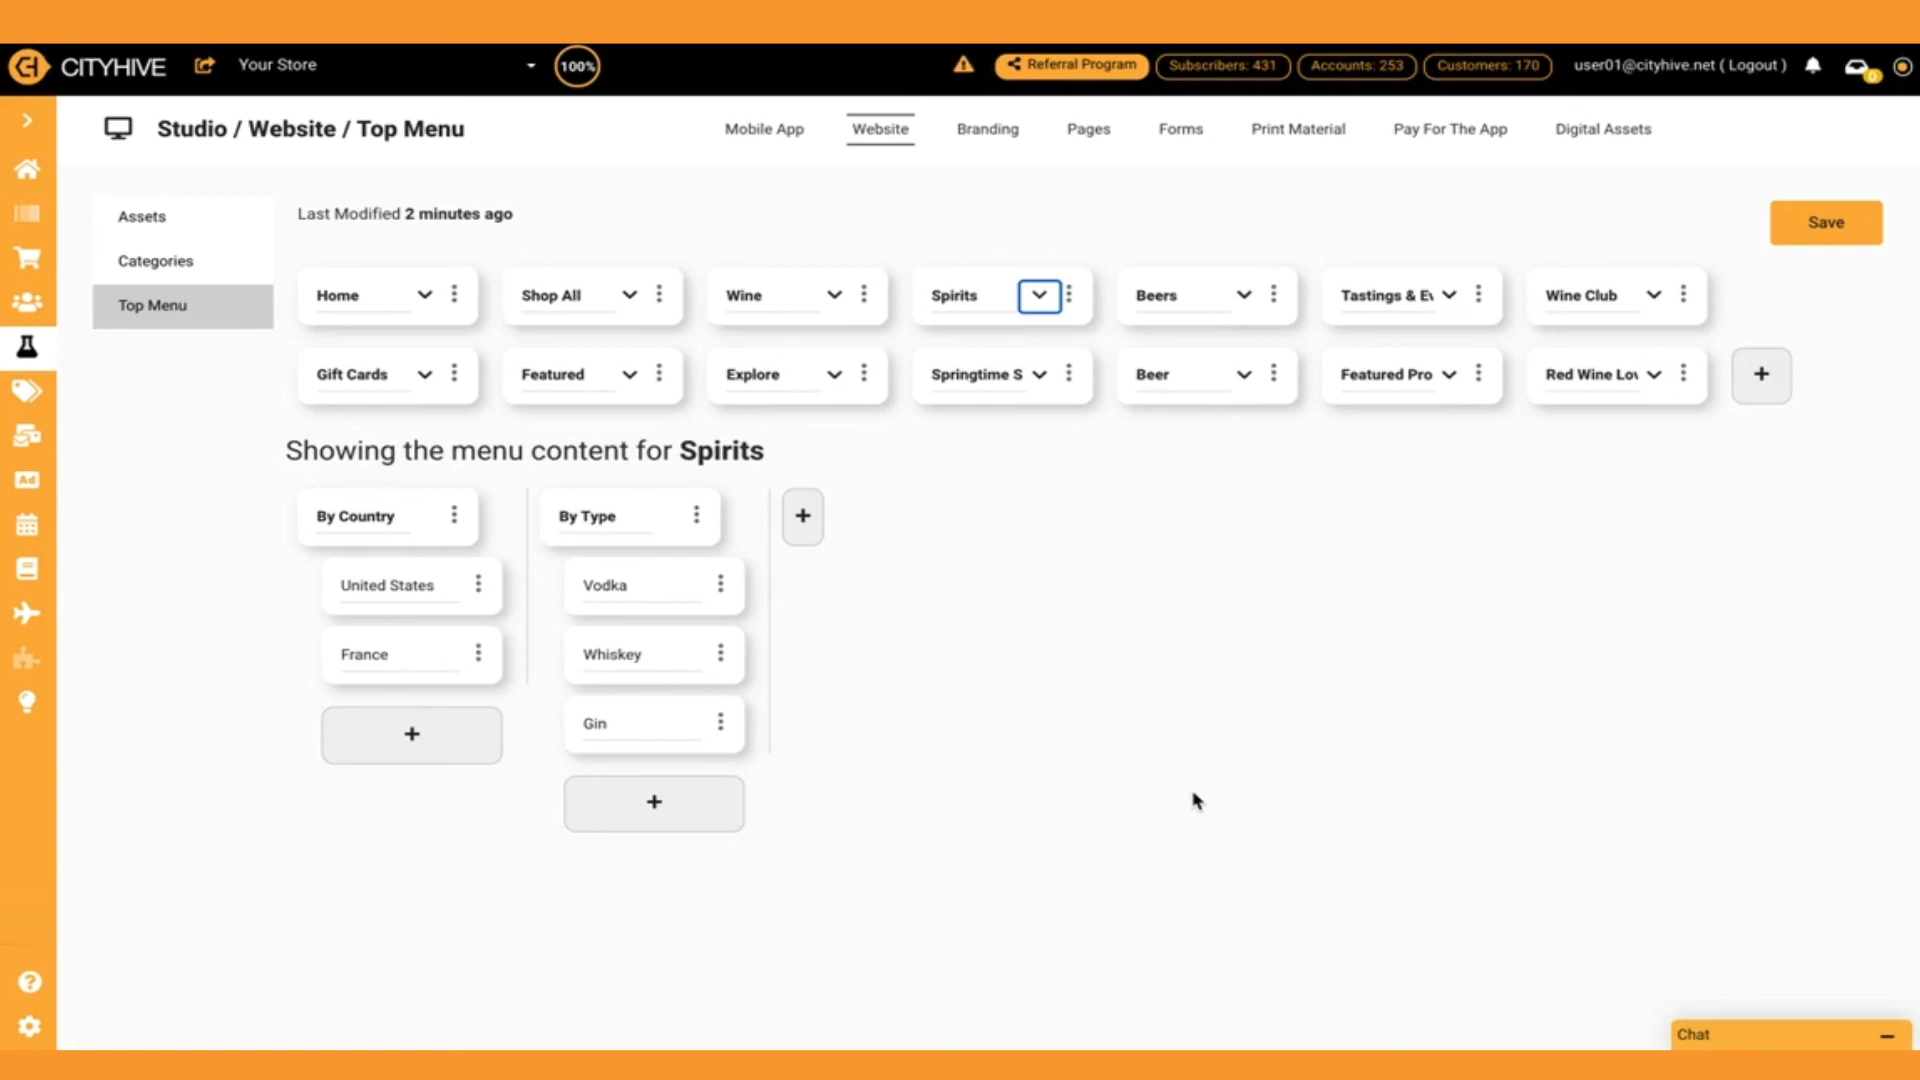 CITYHIVE Your Store 100% Referral Program Subscribers: 431 Accounts: 253 Customers: 170 user01@cityhive.net ( Logout ) 0
Studio / Website / Top Menu Mobile App Website Branding Pages Forms Print Material Pay For The App Digital Assets
Assets
Categories
Top Menu
Last Modified 2 minutes ago
Save
Home Shop All Wine Spirits Beers Tastings & Ev Wine Club
Gift Cards Featured Explore Springtime S Beer Featured Pro Red Wine Lov +
Showing the menu content for Spirits
By Country By Type +
United States Vodka
France Whiskey
+ Gin
+
Ad
Chat